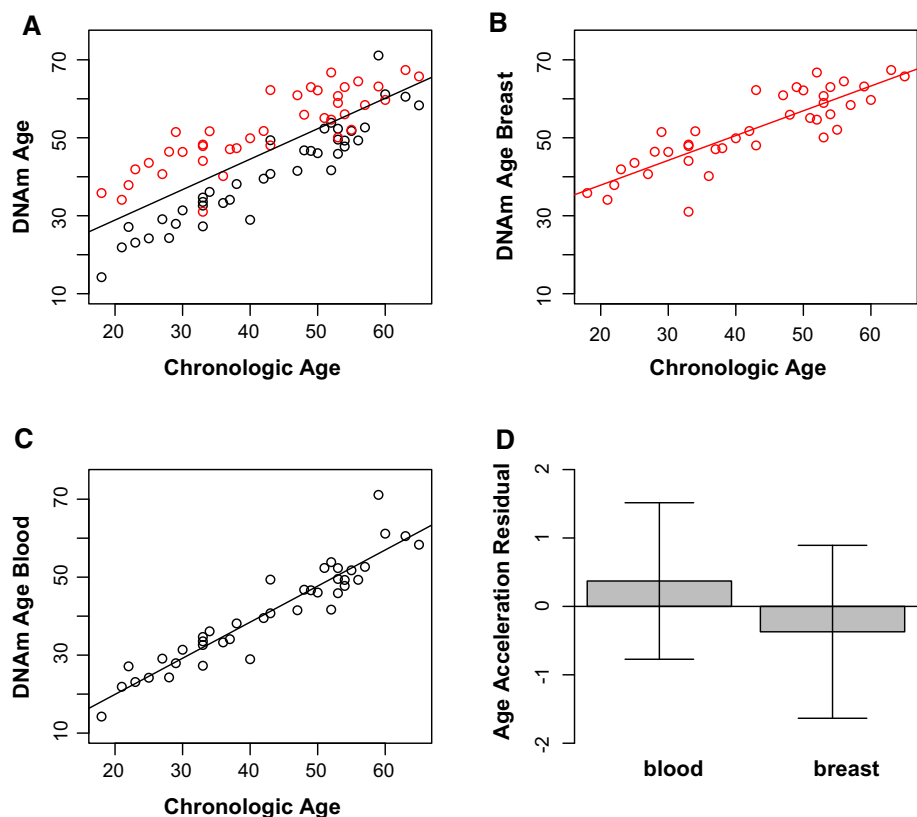 A
DNAm Age
70
50
30
10
20 30 40 50 60
Chronologic Age
B
DNAm Age Breast
70
50
30
10
20 30 40 50 60
Chronologic Age
C
DNAm Age Blood
70
50
30
10
20 30 40 50 60
Chronologic Age
D
Age Acceleration Residual
2
1
0
-1
-2
blood breast